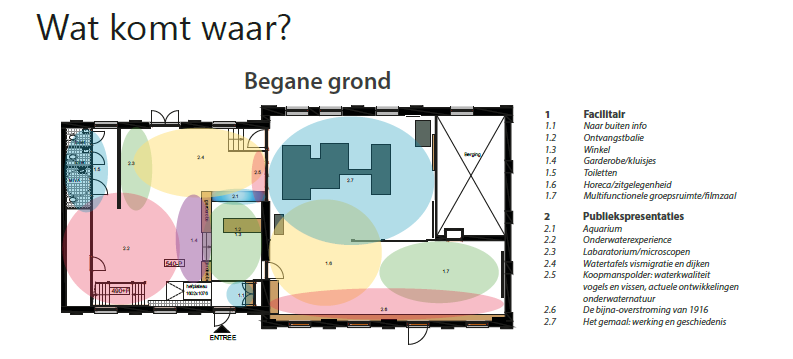 Wat komt waar?
Begane grond
2.3
2.4
1.5
2.5
2.1
2.7
Berging
2.2
1.4
1.2
1.3
1.6
1.7
540-P
490+P
hefplateau
1.1
2.6
ENTREE
1 Facilitair
1.1 Naar buiten info
1.2 Ontvangstbalie
1.3 Winkel
1.4 Garderobe/kluisjes
1.5 Toiletten
1.6 Horeca/zitgelegenheid
1.7 Multifunctionele groepsruimte/filmzaal
2 Publiekspresentaties
2.1 Aquarium
2.2 Onderwaterexperience
2.3 Labaratorium/microscopen
2.4 Watertafels vismigratie en dijken
2.5 Koopmanspolder: waterkwaliteit
vogels en vissen, actuele ontwikkelingen
onderwaternatuur
2.6 De bijna-overstroming van 1916
2.7 Het gemaal: werking en geschiedenis